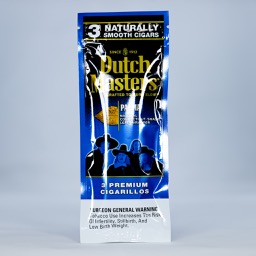 3 NATURALLY
SMOOTH CIGARS
SINCE 1912
Dutch
Masters
3 PREMIUM
CIGARILLOS
SURGEON GENERAL WARNING
Tobacco Use Increases The Risk
Of Infertility, Stillbirth, And
Low Birth Weight.